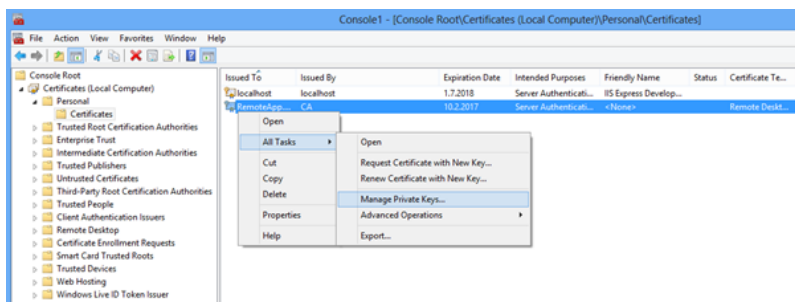 Console1 - [Console Root\Certificates (Local Computer)\Personal\Certificates]
File Action View Favorites Window Help
Console Root
Certificates (Local Computer)
Personal
Certificates
Trusted Root Certification Authorities
Enterprise Trust
Intermediate Certification Authorities
Trusted Publishers
Untrusted Certificates
Third-Party Root Certification Authorities
Trusted People
Client Authentication Issuers
Remote Desktop
Certificate Enrollment Requests
Smart Card Trusted Roots
Trusted Devices
Web Hosting
Windows Live ID Token Issuer
Issued To Issued By Expiration Date Intended Purposes Friendly Name Status Certificate Te...
localhost localhost 1.7.2018 Server Authenticati... IIS Express Develop...
RemoteApp.... CA 10.2.2017 Server Authenticati... <None> Remote Deskt...
Open
All Tasks
Cut
Copy
Delete
Properties
Help
Open
Request Certificate with New Key...
Renew Certificate with New Key...
Manage Private Keys...
Advanced Operations
Export...